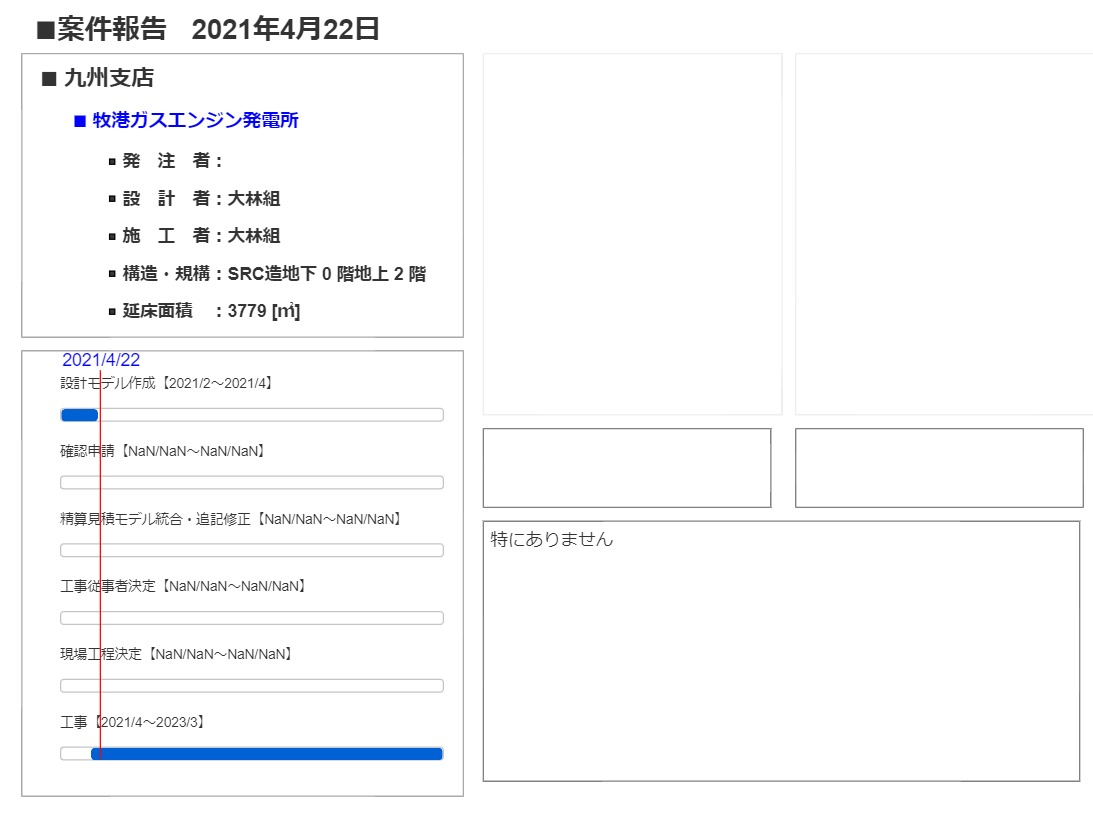 ■案件報告　2021年4月22日
■ 九州支店
■ 牧港ガスエンジン発電所
発　注　者：
設　計　者：大林組
施　工　者：大林組
構造・規構：SRC造地下 0 階地上 2 階
延床面積　：3779 [㎡]
2021/4/22
設計モデル作成【2021/2～2021/4】
確認申請【NaN/NaN～NaN/NaN】
精算見積モデル統合・追記修正【NaN/NaN～NaN/NaN】
工事従事者決定【NaN/NaN～NaN/NaN】
現場工程決定【NaN/NaN～NaN/NaN】
工事【2021/4～2023/3】
特にありません